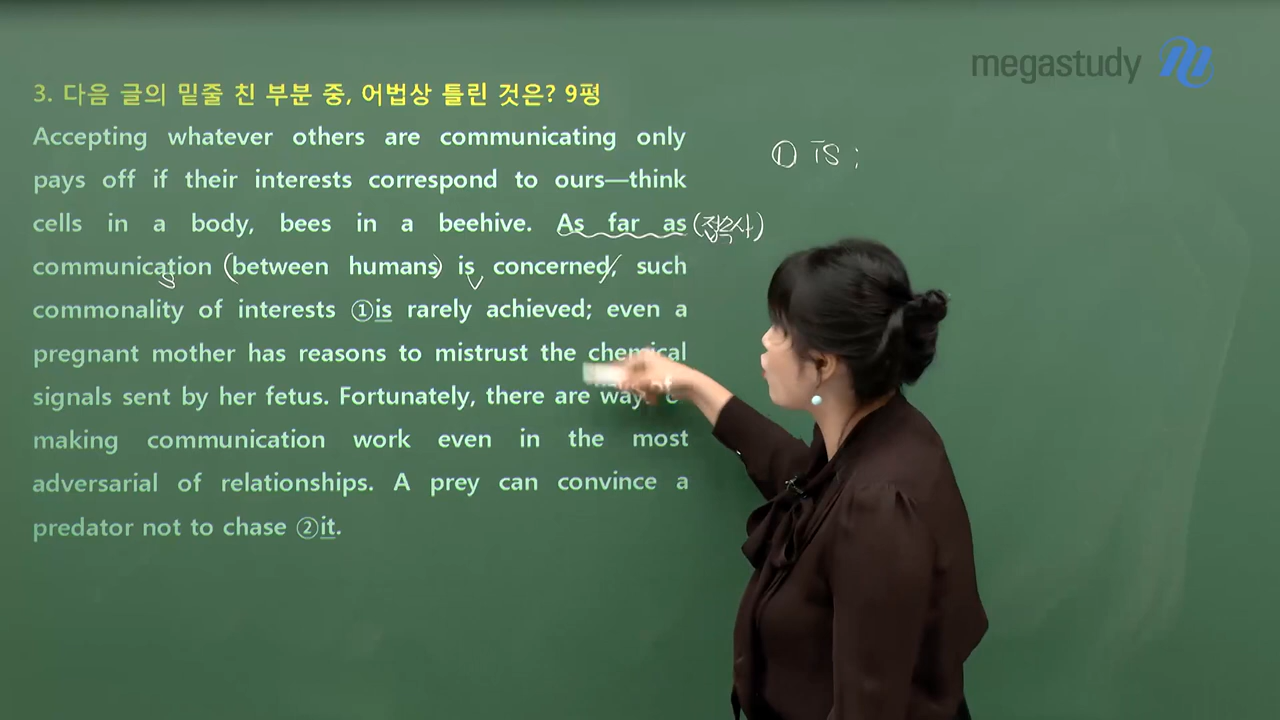 megastudy
3. 다음 글의 밑줄 친 부분 중, 어법상 틀린 것은? 9평
Accepting whatever others are communicating only
pays off if their interests correspond to ours—think
cells in a body, bees in a beehive. As far as (접속사)
communication (between humans) is concerned, such
commonality of interests ①is rarely achieved; even a
pregnant mother has reasons to mistrust the chemical
signals sent by her fetus. Fortunately, there are
making communication work even in the most
adversarial of relationships. A prey can convince a
predator not to chase ②it.
① is :
S
V